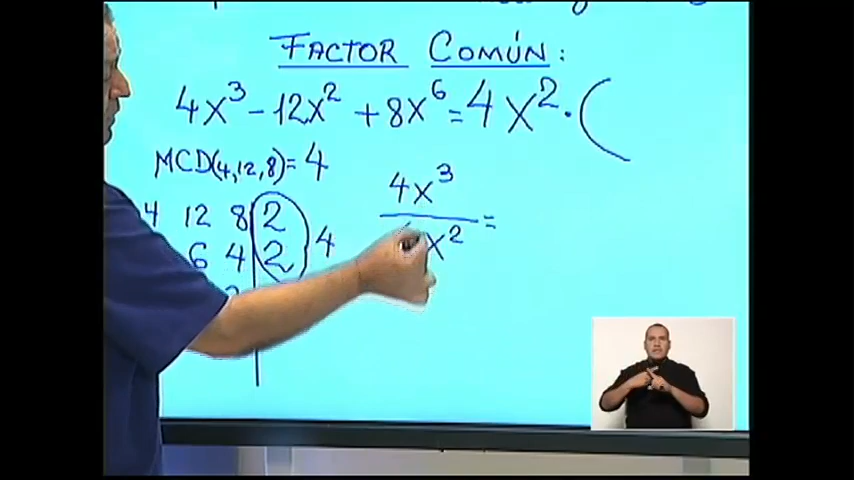 FACTOR COMÚN:
4x³ - 12x² + 8x⁶ = 4x² · (
MCD(4,12,8) = 4
4x³
x² =
4 12 8 2
6 4 2 4